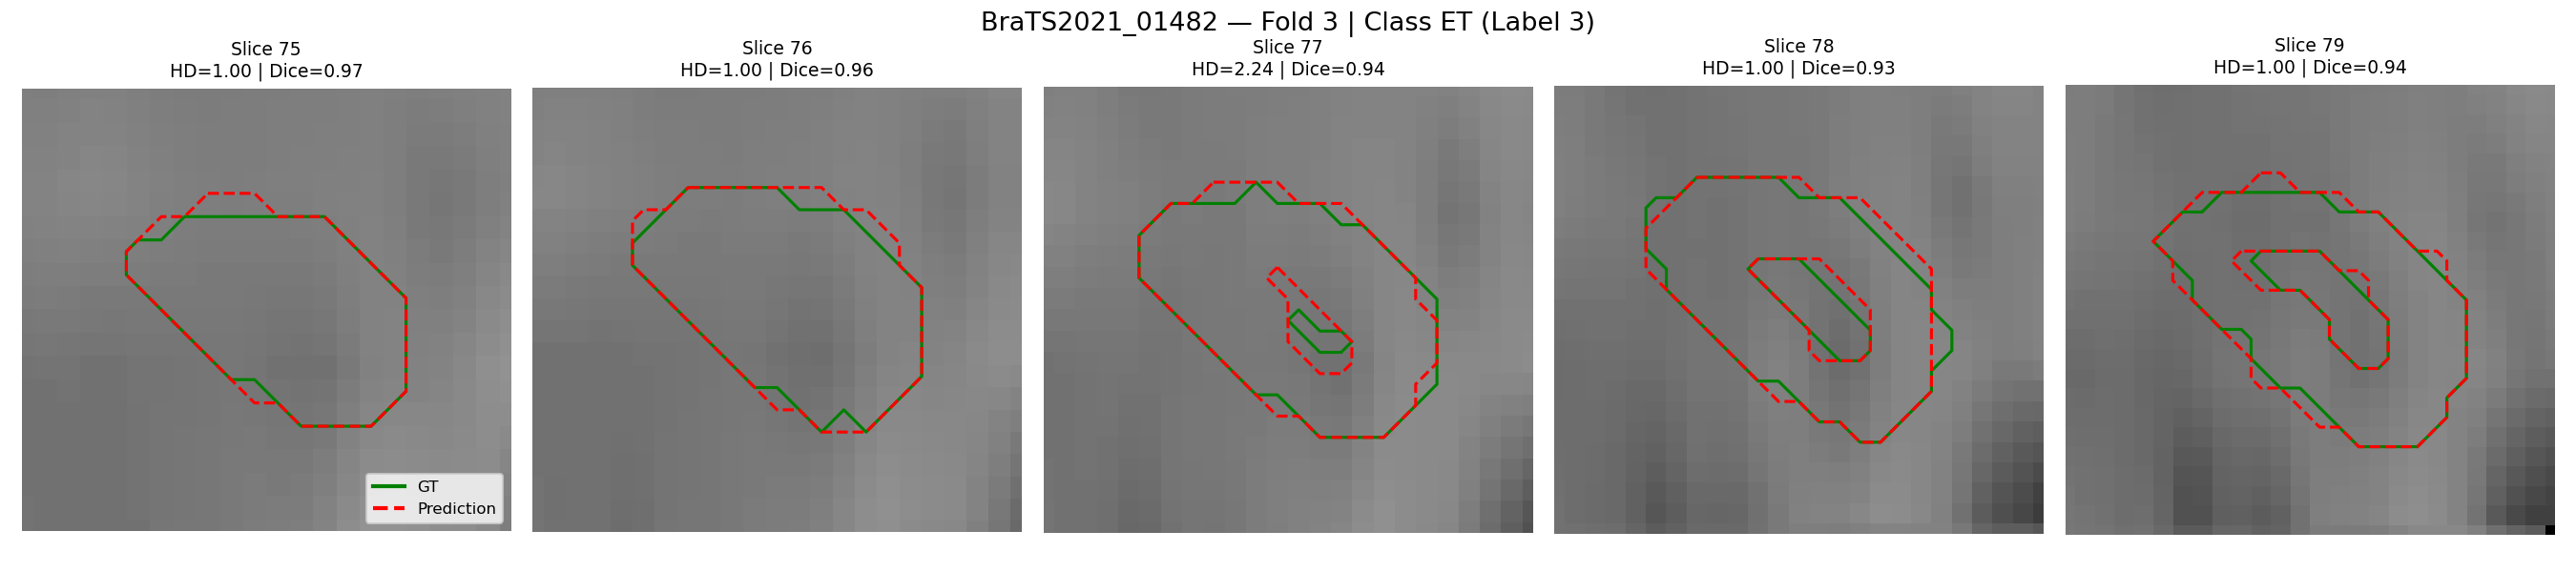 BraTS2021_01482 — Fold 3 | Class ET (Label 3)
Slice 75
HD=1.00 | Dice=0.97
Slice 76
HD=1.00 | Dice=0.96
Slice 77
HD=2.24 | Dice=0.94
Slice 78
HD=1.00 | Dice=0.93
Slice 79
HD=1.00 | Dice=0.94
GT
Prediction